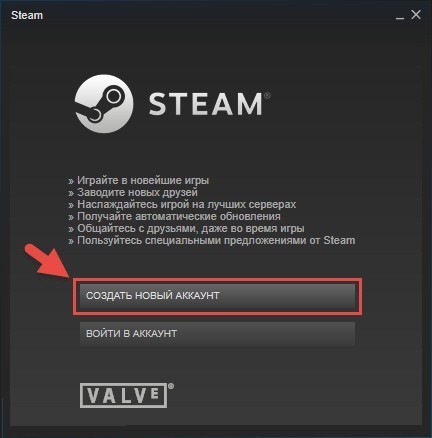 Steam
STEAM®
» Играйте в новейшие игры
» Заводите новых друзей
» Наслаждайтесь игрой на лучших серверах
» Получайте автоматические обновления
» Общайтесь с друзьями, даже во время игры
» Пользуйтесь специальными предложениями от Steam
СОЗДАТЬ НОВЫЙ АККАУНТ
ВОЙТИ В АККАУНТ
VALVE®